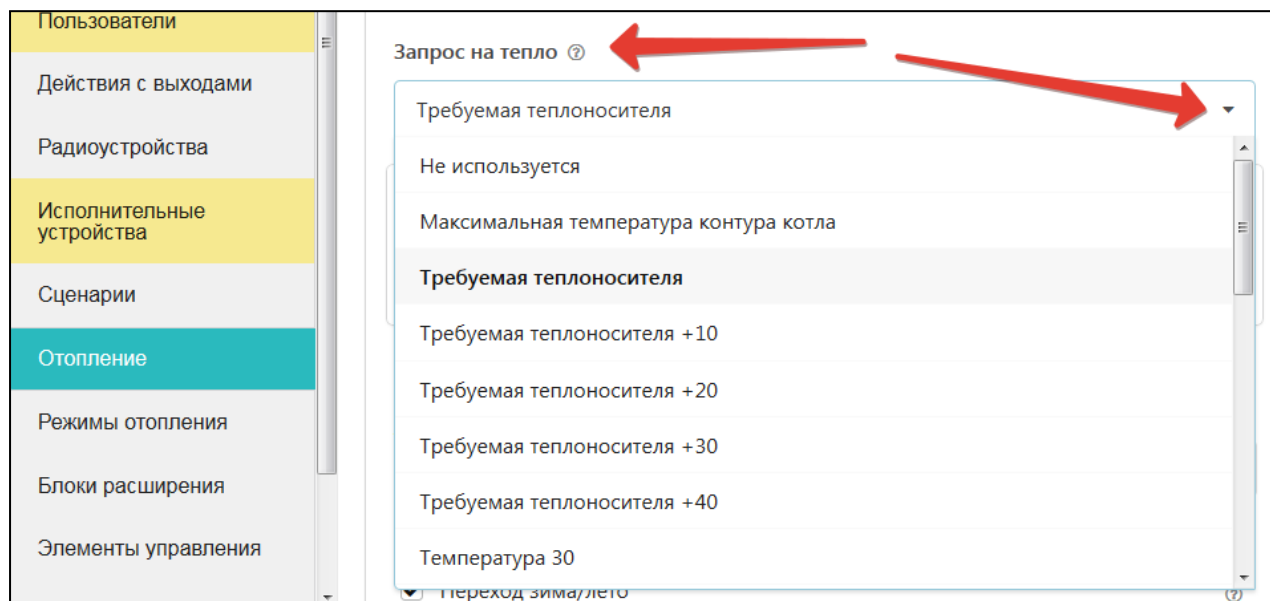 Пользователи
Действия с выходами
Радиоустройства
Исполнительные
устройства
Сценарии
Отопление
Режимы отопления
Блоки расширения
Элементы управления
Запрос на тепло
Требуемая теплоносителя
Не используется
Максимальная температура контура котла
Требуемая теплоносителя
Требуемая теплоносителя +10
Требуемая теплоносителя +20
Требуемая теплоносителя +30
Требуемая теплоносителя +40
Температура 30
Переход зима/лето